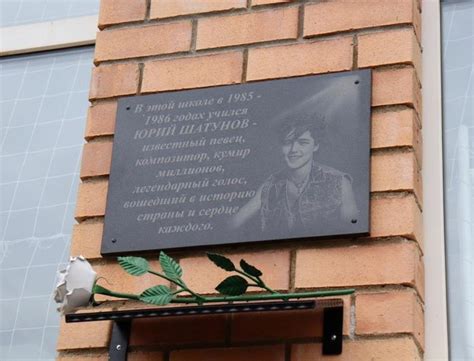 В этой школе в 1985 -
1986 годах учился
ЮРИЙ ШАТУНОВ -
известный певец,
композитор, кумир
миллионов,
легендарный голос,
вошедший в историю
страны и сердце
каждого.